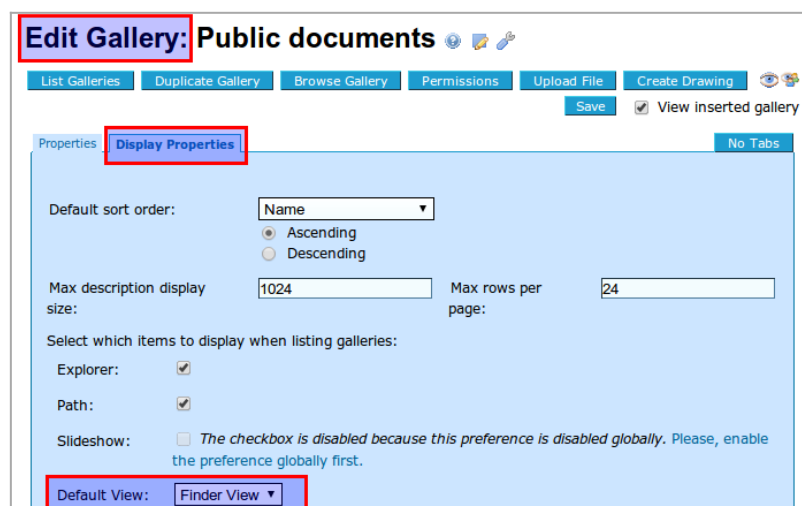 Edit Gallery: Public documents
List Galleries Duplicate Gallery Browse Gallery Permissions Upload File Create Drawing
Save View inserted gallery
Properties Display Properties No Tabs
Default sort order: Name
Ascending
Descending
Max description display size: 1024 Max rows per page: 24
Select which items to display when listing galleries:
Explorer:
Path:
Slideshow: The checkbox is disabled because this preference is disabled globally. Please, enable
the preference globally first.
Default View: Finder View